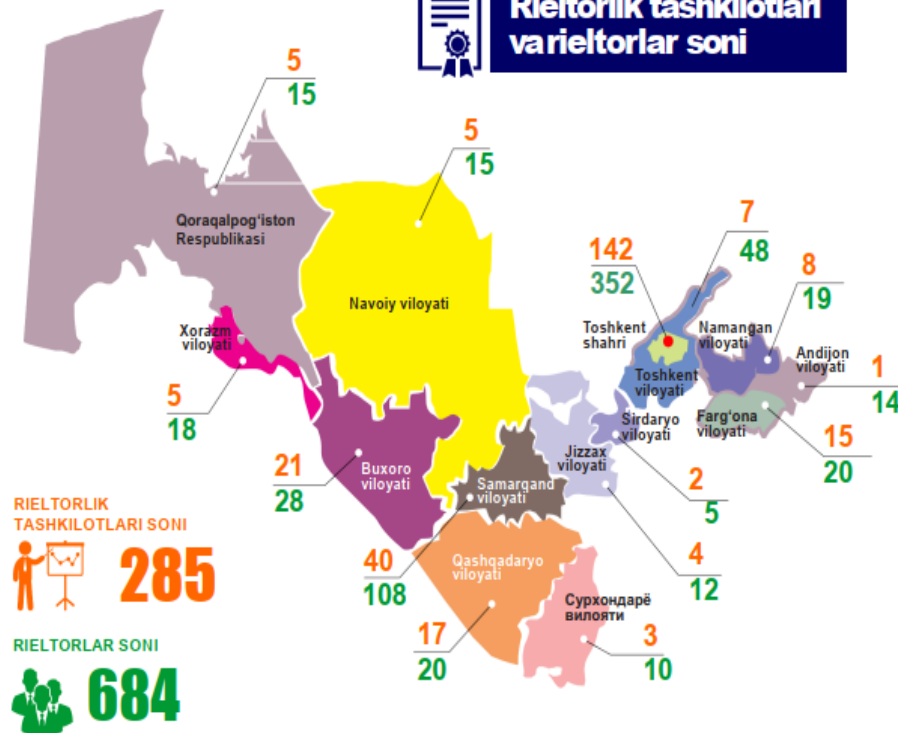 Rieltorlik tashkilotlari
va rieltorlar soni
5
15
Qoraqalpog‘iston
Respublikasi
5
15
Navoiy viloyati
7
48
142
352
8
19
Toshkent
shahri
Namangan
viloyati
Andijon
viloyati
1
14
Xorazm
viloyati
5
18
Toshkent
viloyati
Sirdaryo
viloyati
Farg‘ona
viloyati
15
20
Buxoro
viloyati
21
28
Jizzax
viloyati
2
5
Samarqand
viloyati
40
108
4
12
Qashqadaryo
viloyati
17
20
Сурхондарё
вилояти
3
10
RIELTORLIK
TASHKILOTLARI SONI
285
RIELTORLAR SONI
684